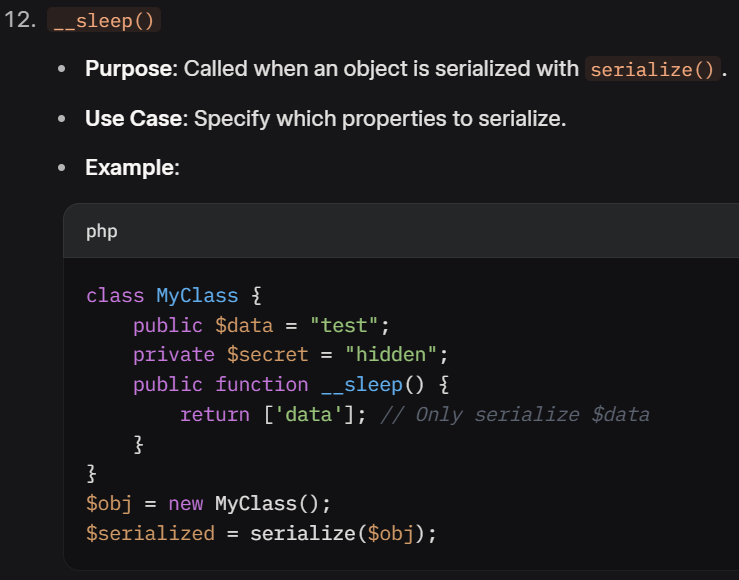 12. __sleep()
• Purpose: Called when an object is serialized with serialize().
• Use Case: Specify which properties to serialize.
• Example:
php
class MyClass {
    public $data = "test";
    private $secret = "hidden";
    public function __sleep() {
        return ['data']; // Only serialize $data
    }
}
$obj = new MyClass();
$serialized = serialize($obj);